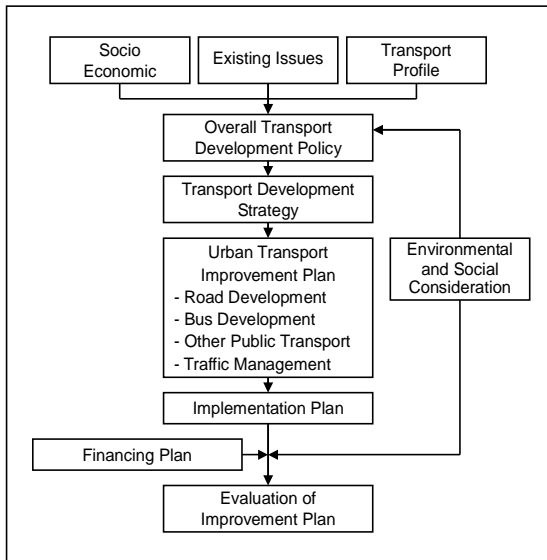 Socio
Economic
Existing Issues
Transport
Profile
Overall Transport
Development Policy
Transport Development
Strategy
Urban Transport
Improvement Plan
- Road Development
- Bus Development
- Other Public Transport
- Traffic Management
Environmental
and Social
Consideration
Implementation Plan
Financing Plan
Evaluation of
Improvement Plan